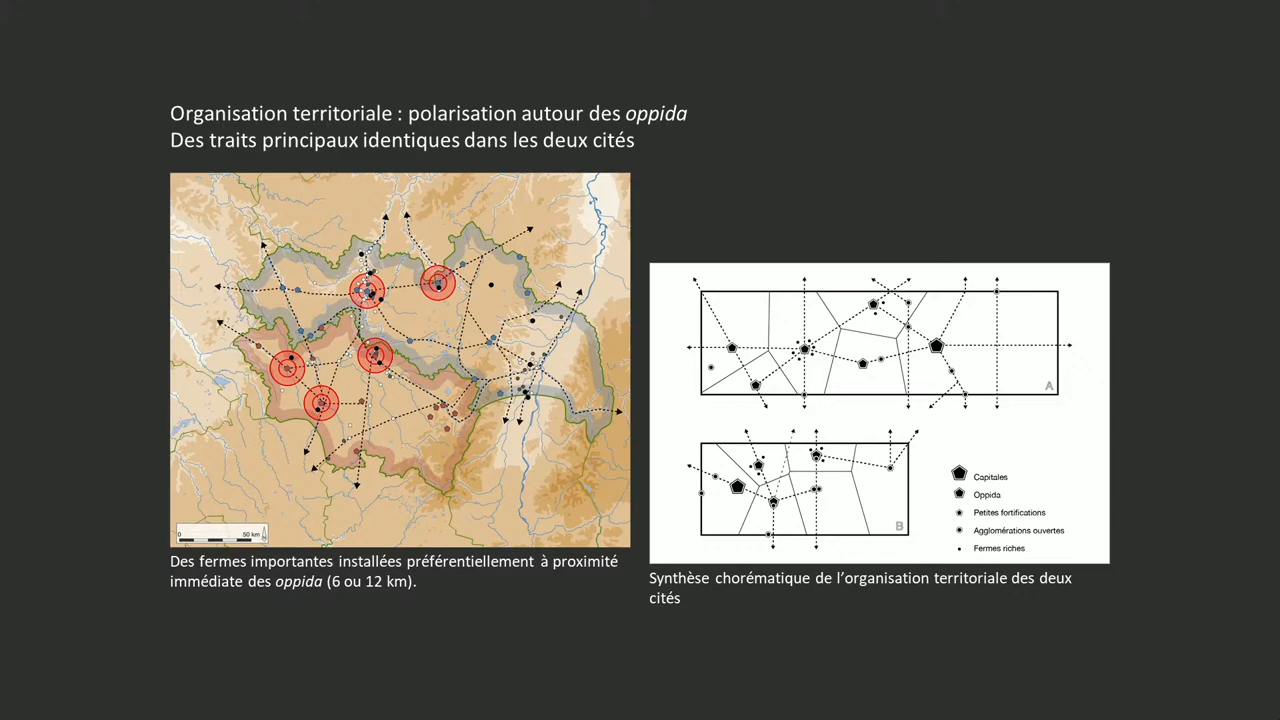 Organisation territoriale : polarisation autour des oppida
Des traits principaux identiques dans les deux cités
0 50 km
Des fermes importantes installées préférentiellement à proximité
immédiate des oppida (6 ou 12 km).
A
B
Capitales
Oppida
Petites fortifications
Agglomérations ouvertes
Fermes riches
Synthèse chorématique de l’organisation territoriale des deux
cités